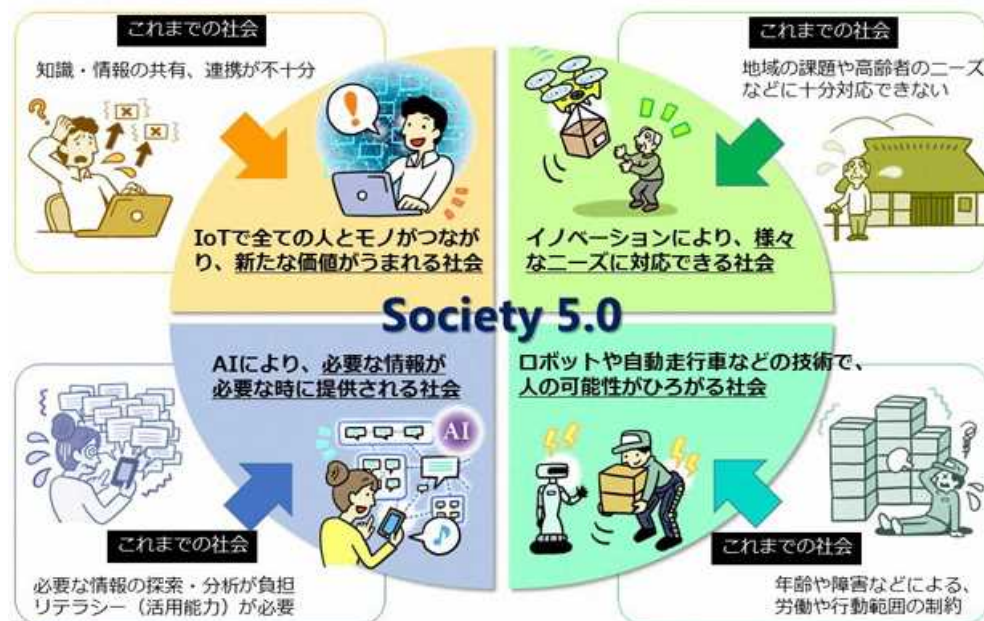 これまでの社会
知識・情報の共有、連携が不十分
IoTで全ての人とモノがつなが
り、新たな価値がうまれる社会
これまでの社会
地域の課題や高齢者のニーズ
などに十分対応できない
イノベーションにより、様々
なニーズに対応できる社会
Society 5.0
AIにより、必要な情報が
必要な時に提供される社会
AI
これまでの社会
必要な情報の探索・分析が負担
リテラシー（活用能力）が必要
ロボットや自動走行車などの技術で、
人の可能性がひろがる社会
これまでの社会
年齢や障害などによる、
労働や行動範囲の制約